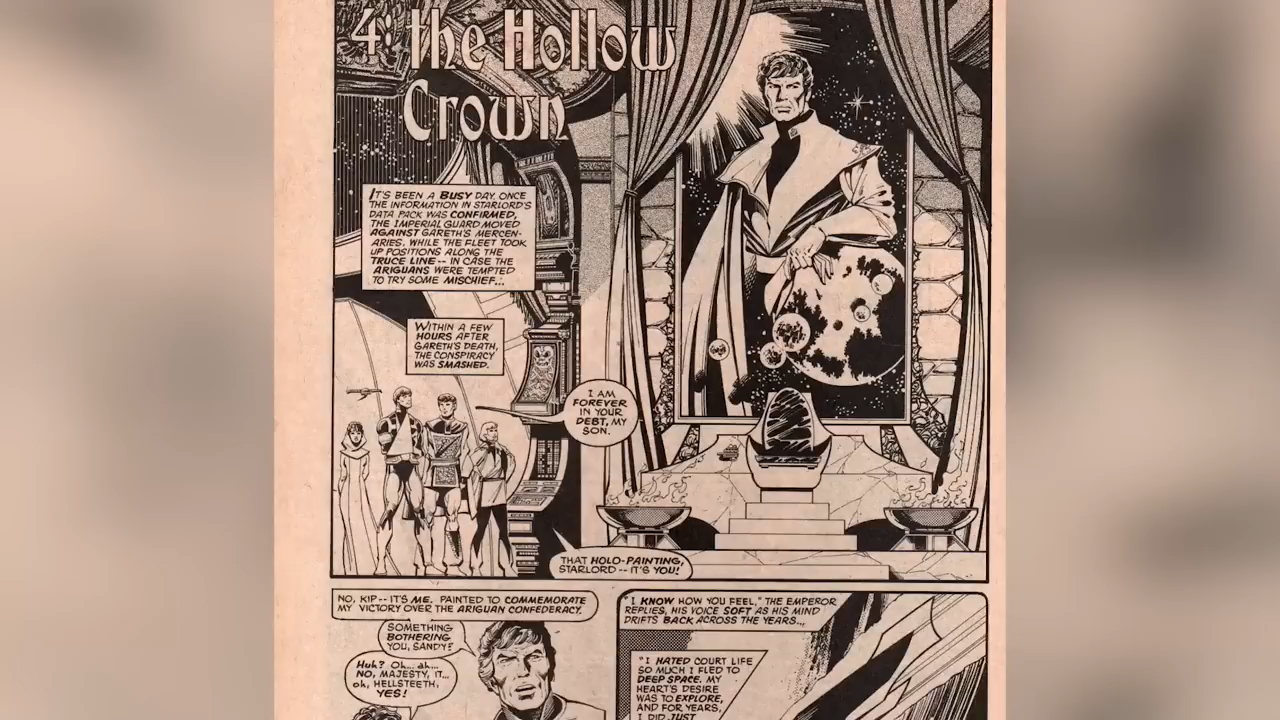 4: the Hollow
Crown
IT'S BEEN A BUSY DAY. ONCE
THE INFORMATION IN STARLORD'S
DATA PACK WAS CONFIRMED,
THE IMPERIAL GUARD MOVED
AGAINST GARETH'S MERCEN-
ARIES. WHILE THE FLEET TOOK
UP POSITIONS ALONG THE
TRUCE LINE -- IN CASE THE
ARIGUANS WERE TEMPTED
TO TRY SOME MISCHIEF...
WITHIN A FEW
HOURS AFTER
GARETH'S DEATH,
THE CONSPIRACY
WAS SMASHED.
I AM
FOREVER
IN YOUR
DEBT, MY
SON.
THAT HOLO-PAINTING,
STARLORD -- IT'S YOU!
NO, KIP -- IT'S ME. PAINTED TO COMMEMORATE
MY VICTORY OVER THE ARIGUAN CONFEDERACY.
SOMETHING
BOTHERING
YOU, SANDY?
Huh? Oh... ah...
NO, MAJESTY, IT...
oh, HELLSTEETH,
YES!
"I KNOW HOW YOU FEEL," THE EMPEROR
REPLIES, HIS VOICE SOFT AS HIS MIND
DRIFTS BACK ACROSS THE YEARS...
"I HATED COURT LIFE
SO MUCH I FLED TO
DEEP SPACE. MY
HEART'S DESIRE
WAS TO EXPLORE,
AND FOR YEARS,
I DID JUST